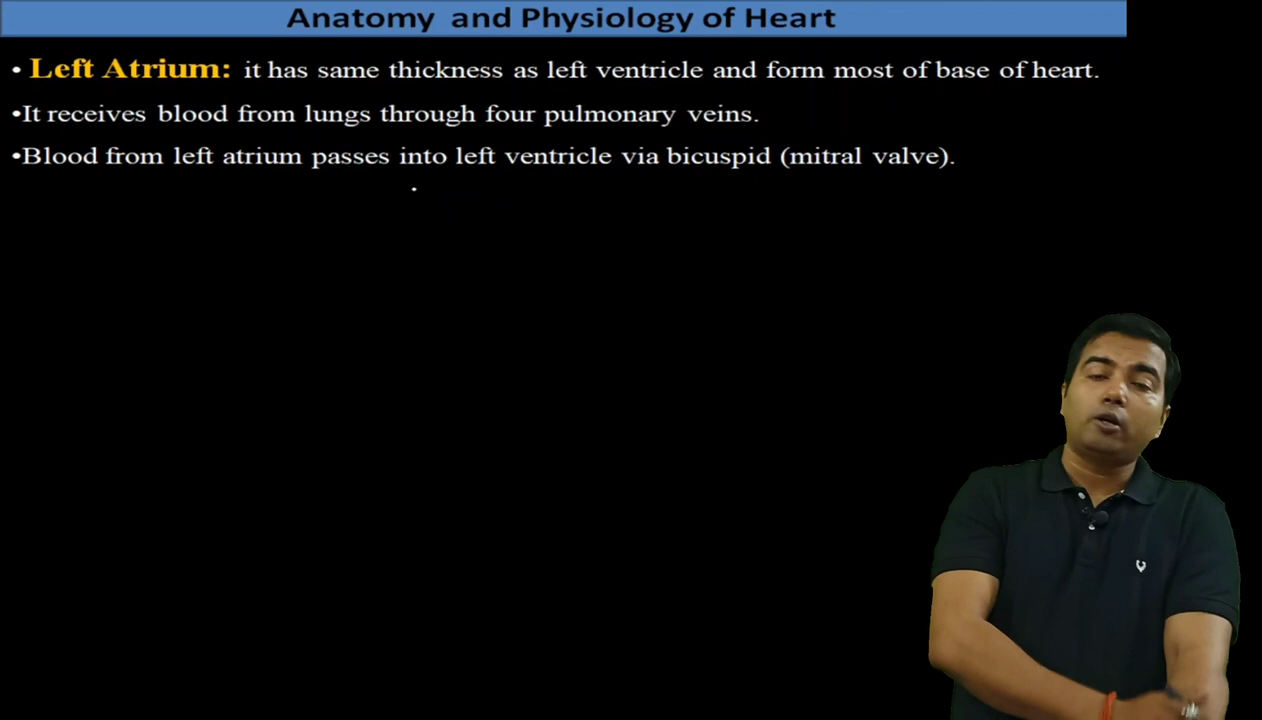 Anatomy and Physiology of Heart
• Left Atrium: it has same thickness as left ventricle and form most of base of heart.
•It receives blood from lungs through four pulmonary veins.
•Blood from left atrium passes into left ventricle via bicuspid (mitral valve).